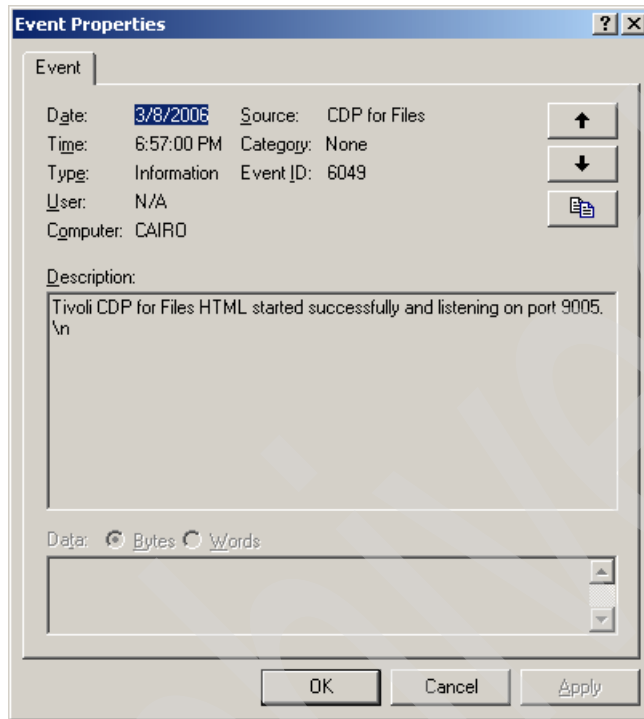 Event Properties
Event
Date: 3/8/2006 Source: CDP for Files
Time: 6:57:00 PM Category: None
Type: Information Event ID: 6049
User: N/A
Computer: CAIRO
Description:
Tivoli CDP for Files HTML started successfully and listening on port 9005.
\n
Data: Bytes Words
OK Cancel Apply